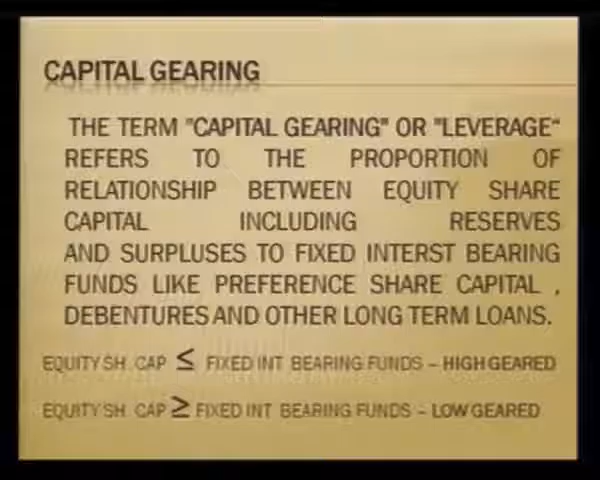 CAPITAL GEARING
THE TERM "CAPITAL GEARING" OR "LEVERAGE"
REFERS TO THE PROPORTION OF
RELATIONSHIP BETWEEN EQUITY SHARE
CAPITAL INCLUDING RESERVES
AND SURPLUSES TO FIXED INTERST BEARING
FUNDS LIKE PREFERENCE SHARE CAPITAL ,
DEBENTURES AND OTHER LONG TERM LOANS.
EQUITY SH. CAP ≤ FIXED INT BEARING FUNDS – HIGH GEARED
EQUITY SH. CAP ≥ FIXED INT BEARING FUNDS – LOW GEARED